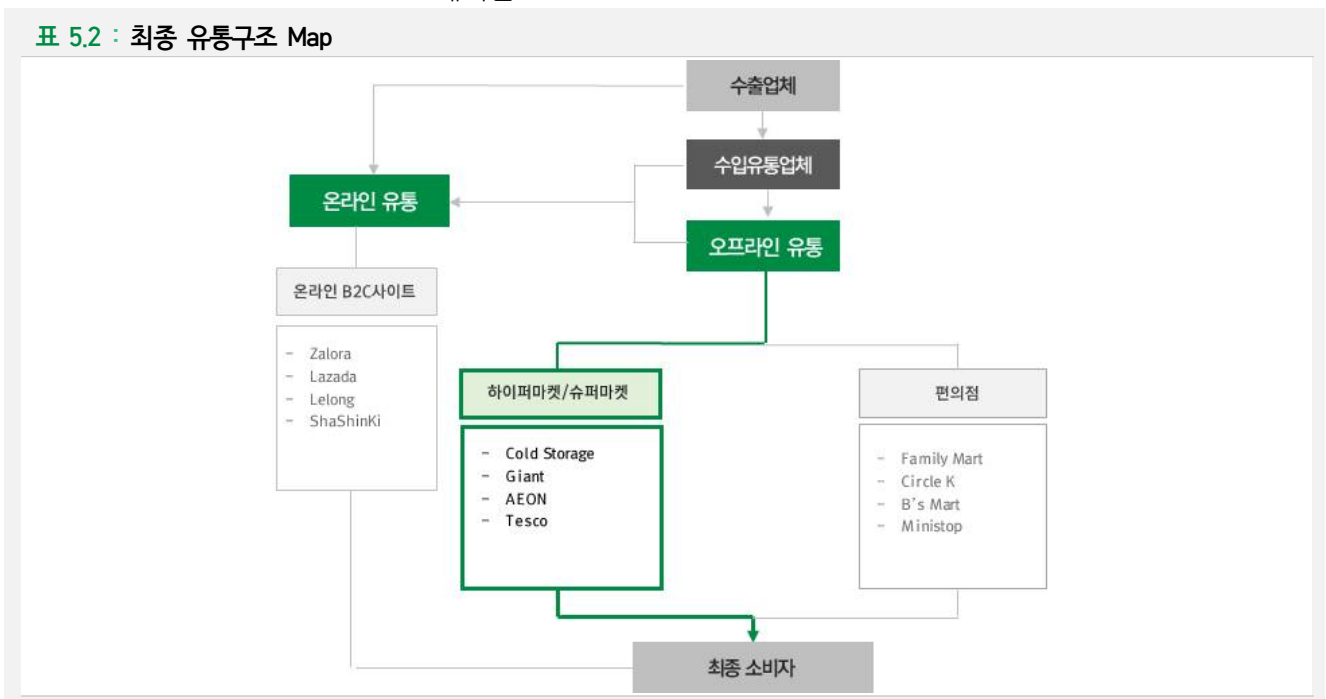 표 5.2 : 최종 유통구조 Map
수출업체
수입유통업체
온라인 유통
오프라인 유통
온라인 B2C사이트
- Zalora
- Lazada
- Lelong
- ShaShinKi
하이퍼마켓/슈퍼마켓
- Cold Storage
- Giant
- AEON
- Tesco
편의점
- Family Mart
- Circle K
- B's Mart
- Ministop
최종 소비자